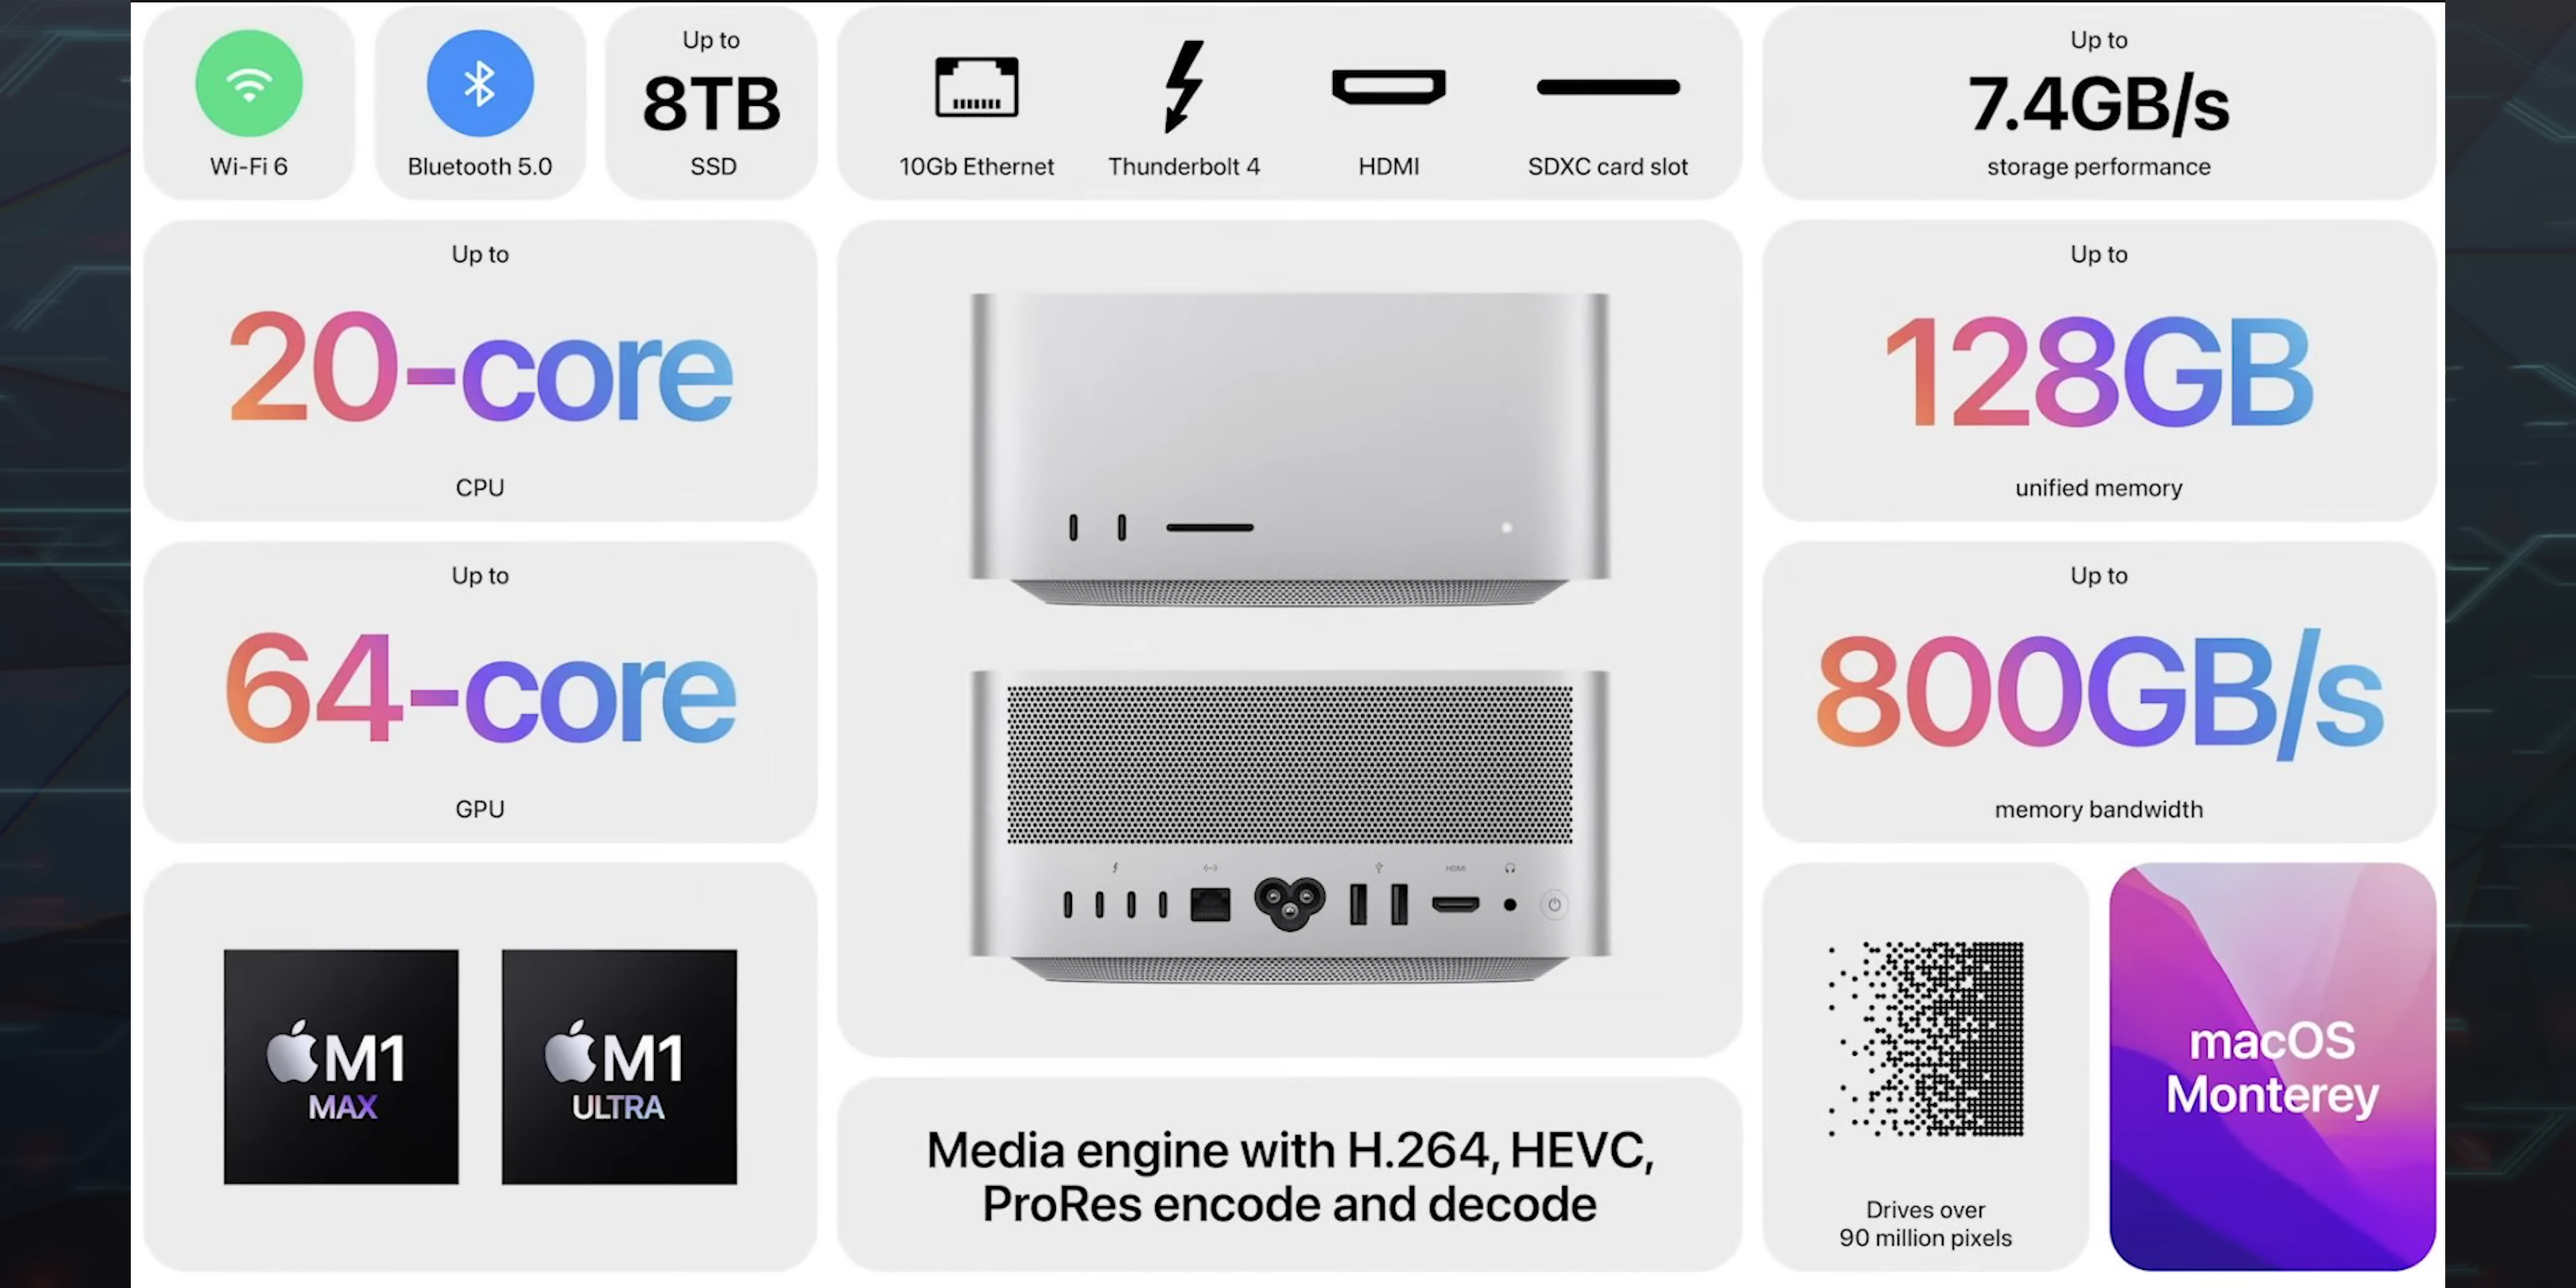 Wi-Fi 6
Bluetooth 5.0
Up to
8TB
SSD
10Gb Ethernet
Thunderbolt 4
HDMI
SDXC card slot
Up to
7.4GB/s
storage performance
Up to
20-core
CPU
Up to
128GB
unified memory
Up to
64-core
GPU
Up to
800GB/s
memory bandwidth
HDMI
M1
MAX
M1
ULTRA
Media engine with H.264, HEVC,
ProRes encode and decode
Drives over
90 million pixels
macOS
Monterey